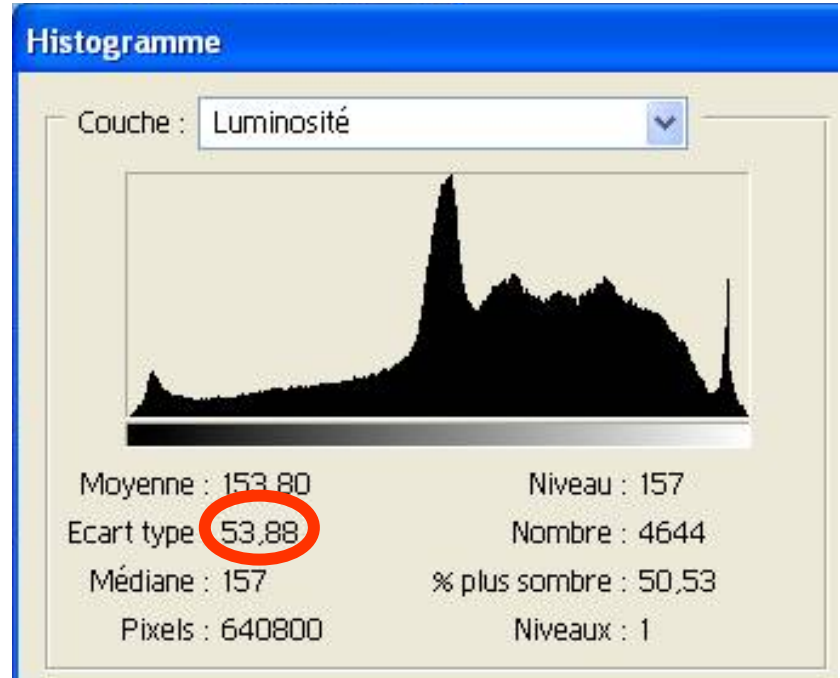 Histogramme
Couche : Luminosité
Moyenne : 153,80 Niveau : 157
Ecart type : 53,88 Nombre : 4644
Médiane : 157 % plus sombre : 50,53
Pixels : 640800 Niveaux : 1